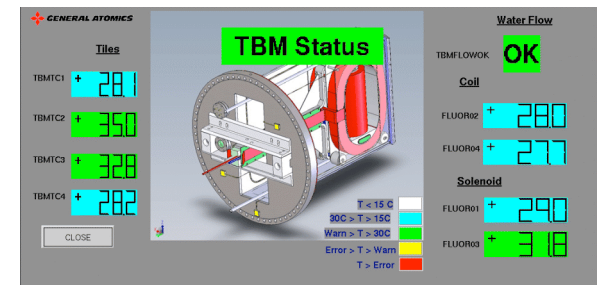 GENERAL ATOMICS
TBM Status
Water Flow
TBMFLOWOK OK
Tiles
TBMTC1 + 28.1
TBMTC2 + 35.0
TBMTC3 + 32.8
TBMTC4 + 28.2
CLOSE
Coil
FLUOR02 + 28.0
FLUOR04 + 27.7
Solenoid
FLUOR01 + 29.0
FLUOR03 + 31.8
T < 15 C
30C > T > 15C
Warn > T > 30C
Error > T > Warn
T > Error